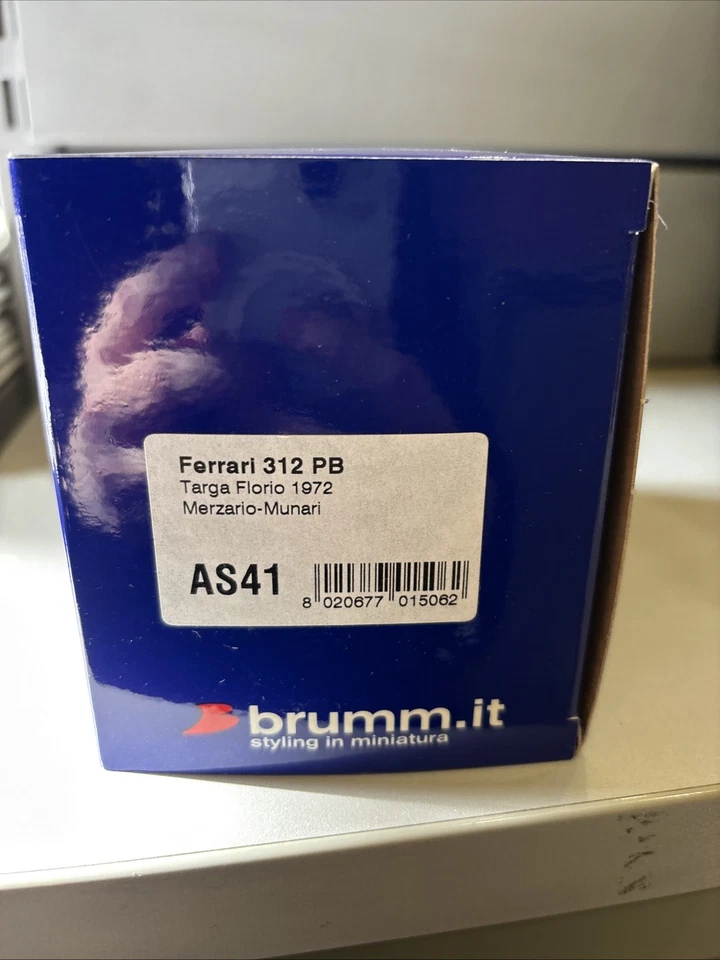 Ferrari 312 PB
Targa Florio 1972
Merzario-Munari
AS41
8 020677 015062
brumm.it
styling in miniatura